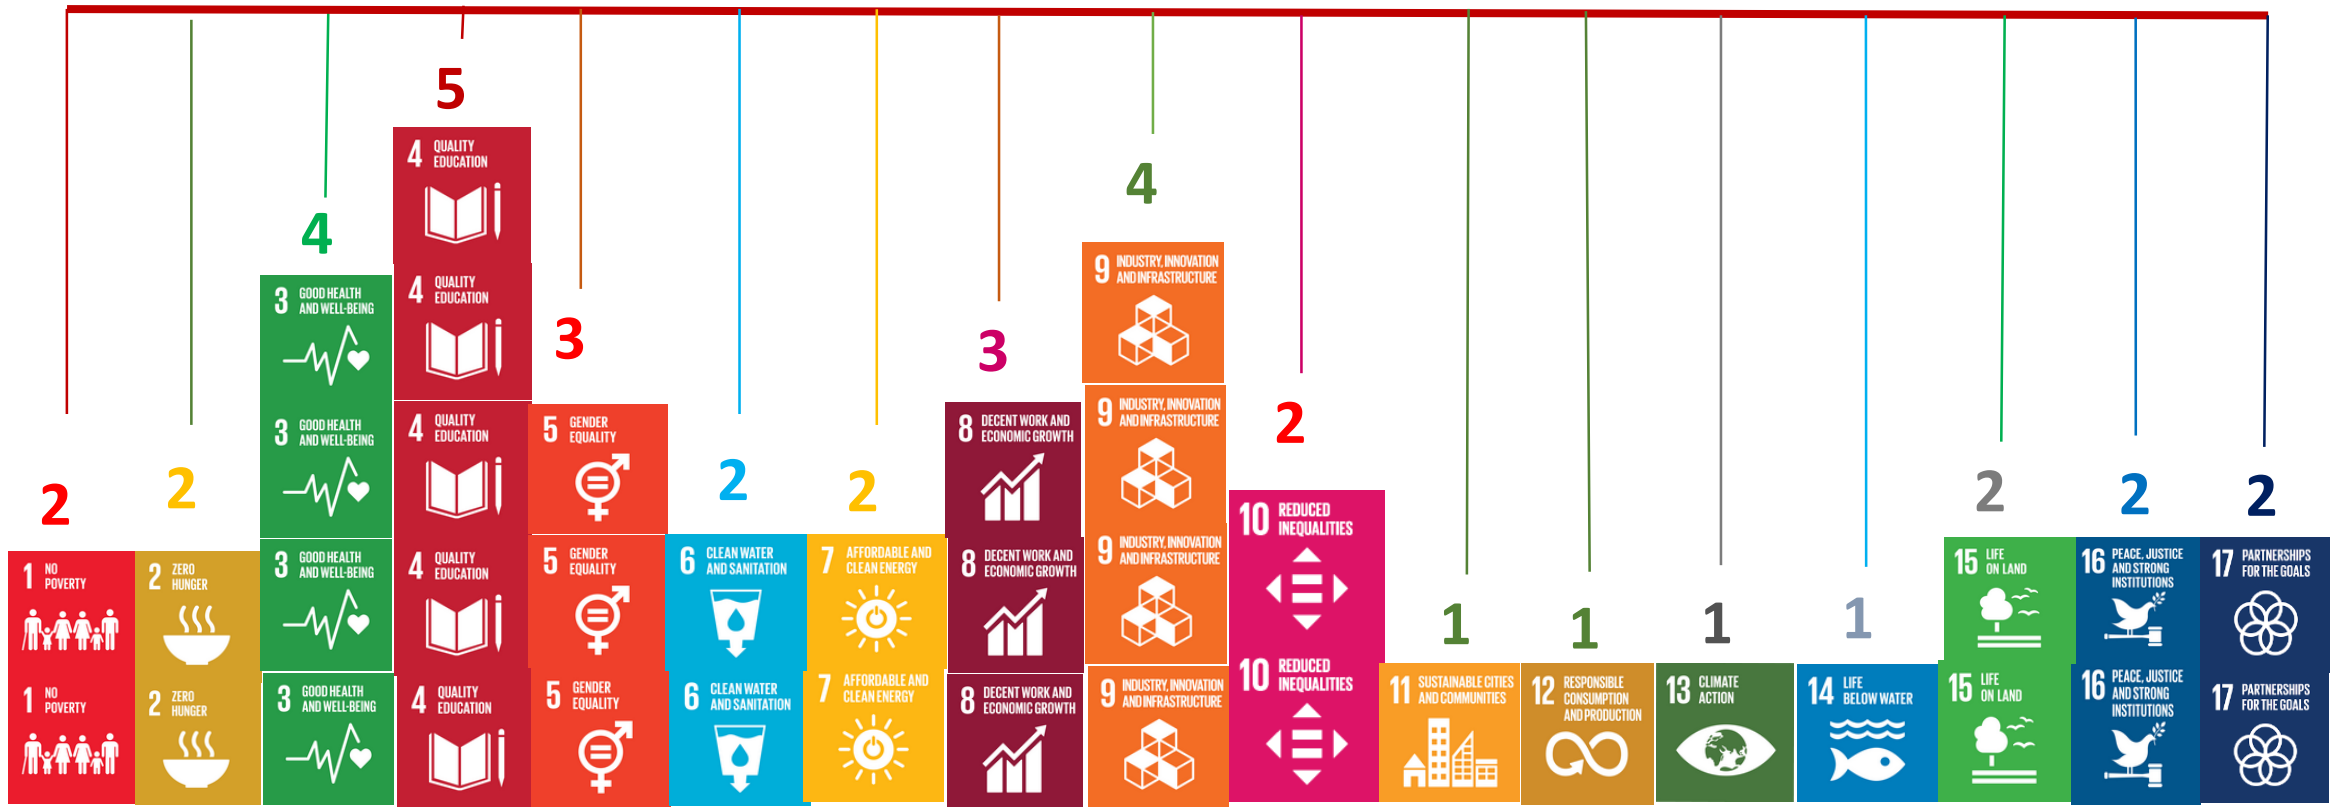 5
4
4
3
3
2
2
2
2
2
2
2
2
2
1
1
1
1
4 QUALITY
EDUCATION
4 QUALITY
EDUCATION
4 QUALITY
EDUCATION
4 QUALITY
EDUCATION
4 QUALITY
EDUCATION
3 GOOD HEALTH
AND WELL-BEING
3 GOOD HEALTH
AND WELL-BEING
3 GOOD HEALTH
AND WELL-BEING
3 GOOD HEALTH
AND WELL-BEING
1 NO
POVERTY
1 NO
POVERTY
2 ZERO
HUNGER
2 ZERO
HUNGER
5 GENDER
EQUALITY
5 GENDER
EQUALITY
5 GENDER
EQUALITY
6 CLEAN WATER
AND SANITATION
6 CLEAN WATER
AND SANITATION
7 AFFORDABLE AND
CLEAN ENERGY
7 AFFORDABLE AND
CLEAN ENERGY
8 DECENT WORK AND
ECONOMIC GROWTH
8 DECENT WORK AND
ECONOMIC GROWTH
8 DECENT WORK AND
ECONOMIC GROWTH
9 INDUSTRY, INNOVATION
AND INFRASTRUCTURE
9 INDUSTRY, INNOVATION
AND INFRASTRUCTURE
9 INDUSTRY, INNOVATION
AND INFRASTRUCTURE
9 INDUSTRY, INNOVATION
AND INFRASTRUCTURE
10 REDUCED
INEQUALITIES
10 REDUCED
INEQUALITIES
11 SUSTAINABLE CITIES
AND COMMUNITIES
12 RESPONSIBLE
CONSUMPTION
AND PRODUCTION
13 CLIMATE
ACTION
14 LIFE
BELOW WATER
15 LIFE
ON LAND
15 LIFE
ON LAND
16 PEACE, JUSTICE
AND STRONG
INSTITUTIONS
16 PEACE, JUSTICE
AND STRONG
INSTITUTIONS
17 PARTNERSHIPS
FOR THE GOALS
17 PARTNERSHIPS
FOR THE GOALS